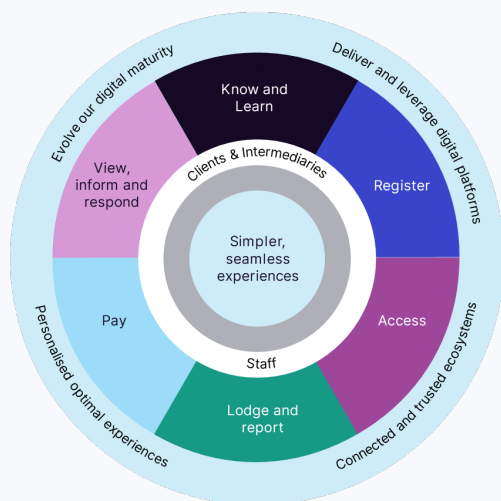 Evolve our digital maturity
Deliver and leverage digital platforms
Know and
Learn
Clients & Intermediaries
View,
inform and
respond
Register
Simpler,
seamless
experiences
Pay
Access
Staff
Lodge and
report
Personalised optimal experiences
Connected and trusted ecosystems